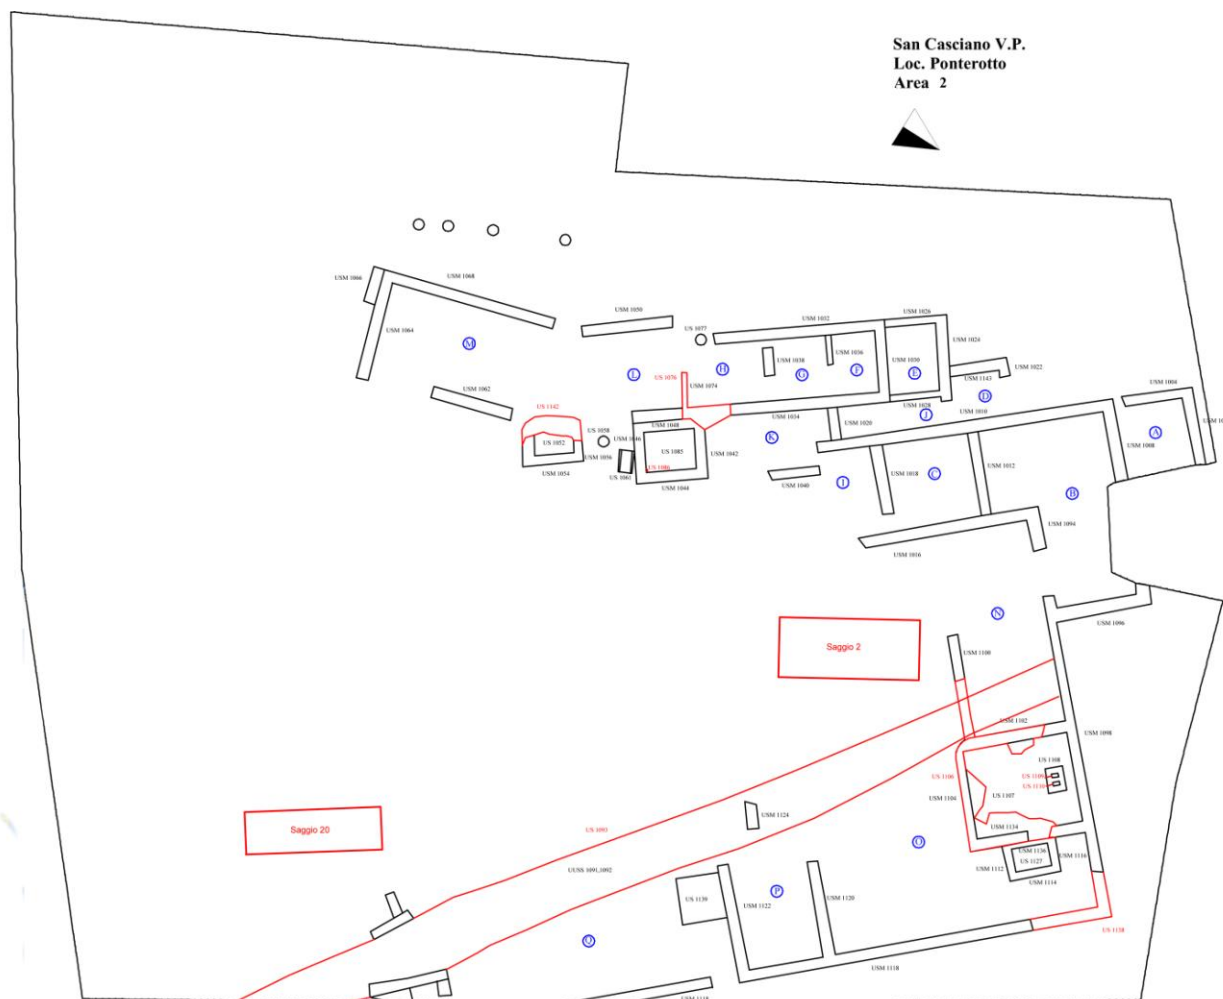 San Casciano V.P.
Loc. Ponterotto
Area 2
USM 1066
USM 1068
USM 1064
M
USM 1062
USM 1050
US 1077
USM 1032
USM 1026
USM 1024
USM 1038
USM 1036
USM 1030
H
G
F
E
L
US 1076
USM 1074
USM 1022
USM 1143
D
USM 1028
J
USM 1010
USM 1004
A
USM 1008
US 1142
US 1052
US 1058
USM 1056
USM 1054
US 1061
USM 1048
US 1085
USM 1042
USM 1044
USM 1034
K
USM 1020
USM 1040
I
USM 1018
C
USM 1012
B
USM 1094
USM 1016
N
USM 1096
Saggio 2
USM 1100
USM 1102
USM 1098
US 1108
US 1107
USM 1104
USM 1134
Saggio 20
US 1093
UUSS 1091,1092
USM 1124
O
USM 1136
US 1127
USM 1116
USM 1112
USM 1114
US 1139
USM 1122
P
USM 1120
US 1138
USM 1118
Q